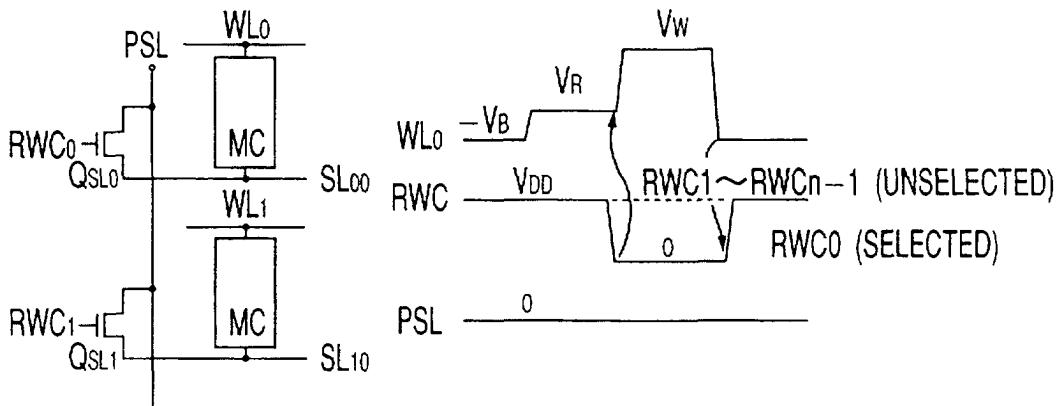 PSL
WL0
RWC0
QSL0
MC
SL00
WL1
RWC1
QSL1
MC
SL10
VW
VR
-VB
WL0
RWC
VDD
RWC1~RWCn-1 (UNSELECTED)
0
RWC0 (SELECTED)
PSL
0